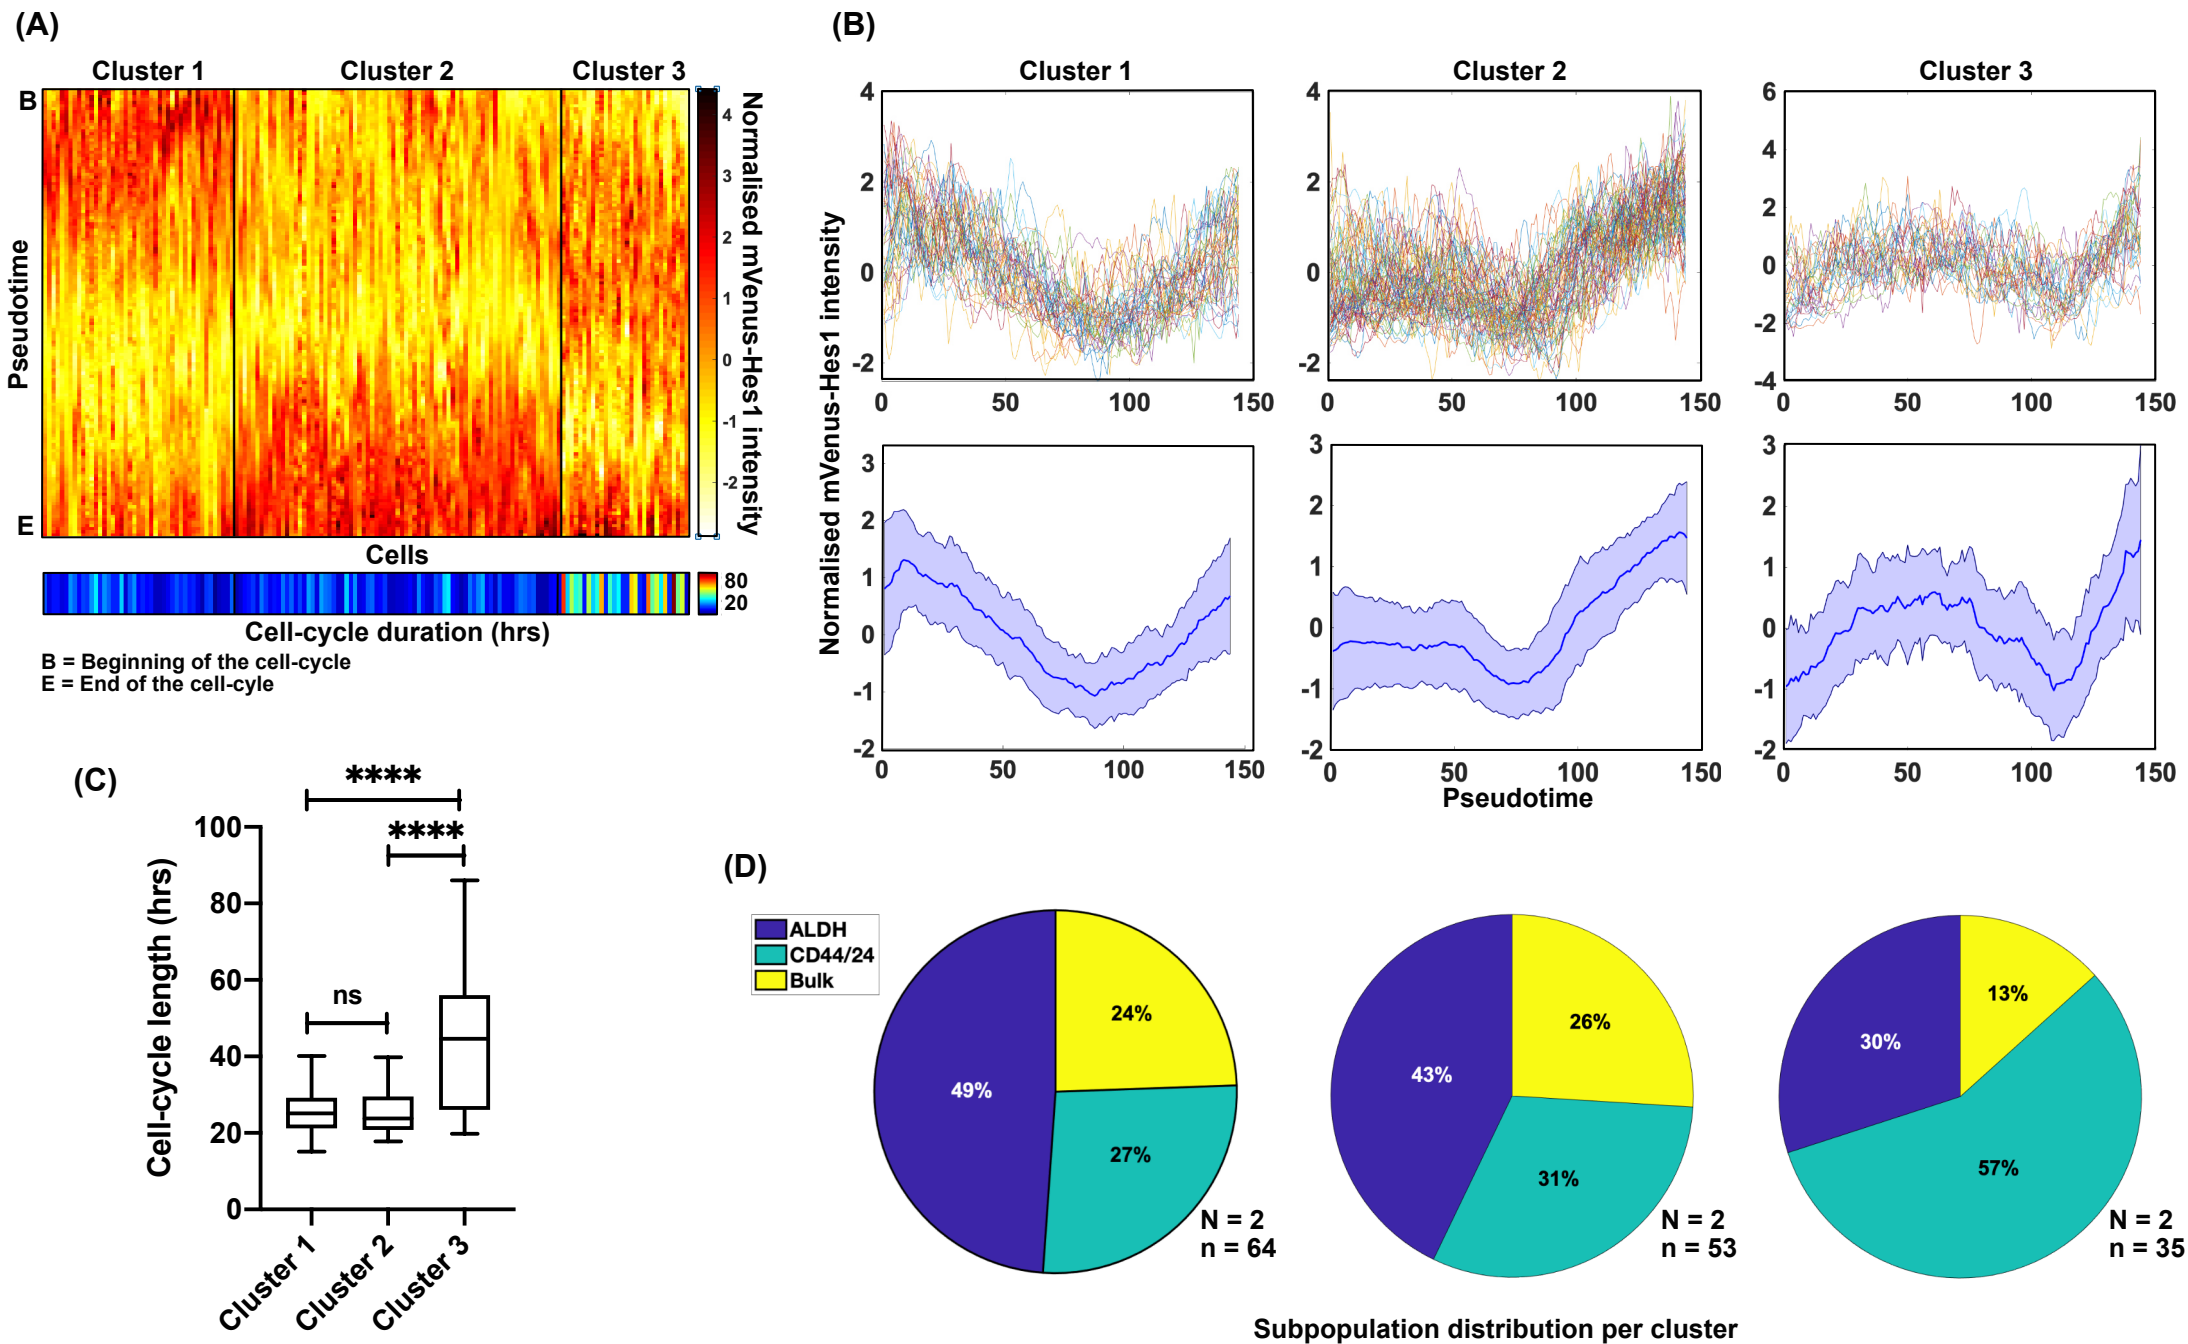 (A)
Cluster 1
Cluster 2
Cluster 3
B
E
Pseudotime
4
3
2
1
0
-1
-2
Normalised mVenus-Hes1 intensity
Cells
80
20
Cell-cycle duration (hrs)
B = Beginning of the cell-cycle
E = End of the cell-cyle
(B)
Normalised mVenus-Hes1 intensity
Cluster 1
4
2
0
-2
0 50 100 150
Cluster 2
4
2
0
-2
0 50 100 150
Cluster 3
6
4
2
0
-2
-4
0 50 100 150
3
2
1
0
-1
-2
0 50 100 150
3
2
1
0
-1
-2
0 50 100 150
3
2
1
0
-1
-2
0 50 100 150
Pseudotime
(C)
Cell-cycle length (hrs)
100
80
60
40
20
0
****
****
ns
Cluster 1
Cluster 2
Cluster 3
(D)
ALDH
CD44/24
Bulk
24%
49%
27%
N = 2
n = 64
26%
43%
31%
N = 2
n = 53
13%
30%
57%
N = 2
n = 35
Subpopulation distribution per cluster